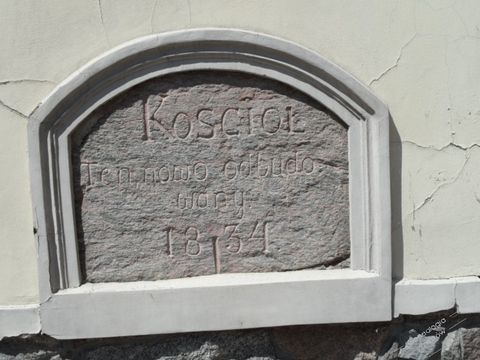 KOSCIOŁ
Ten nowo odbudo
wany
1834